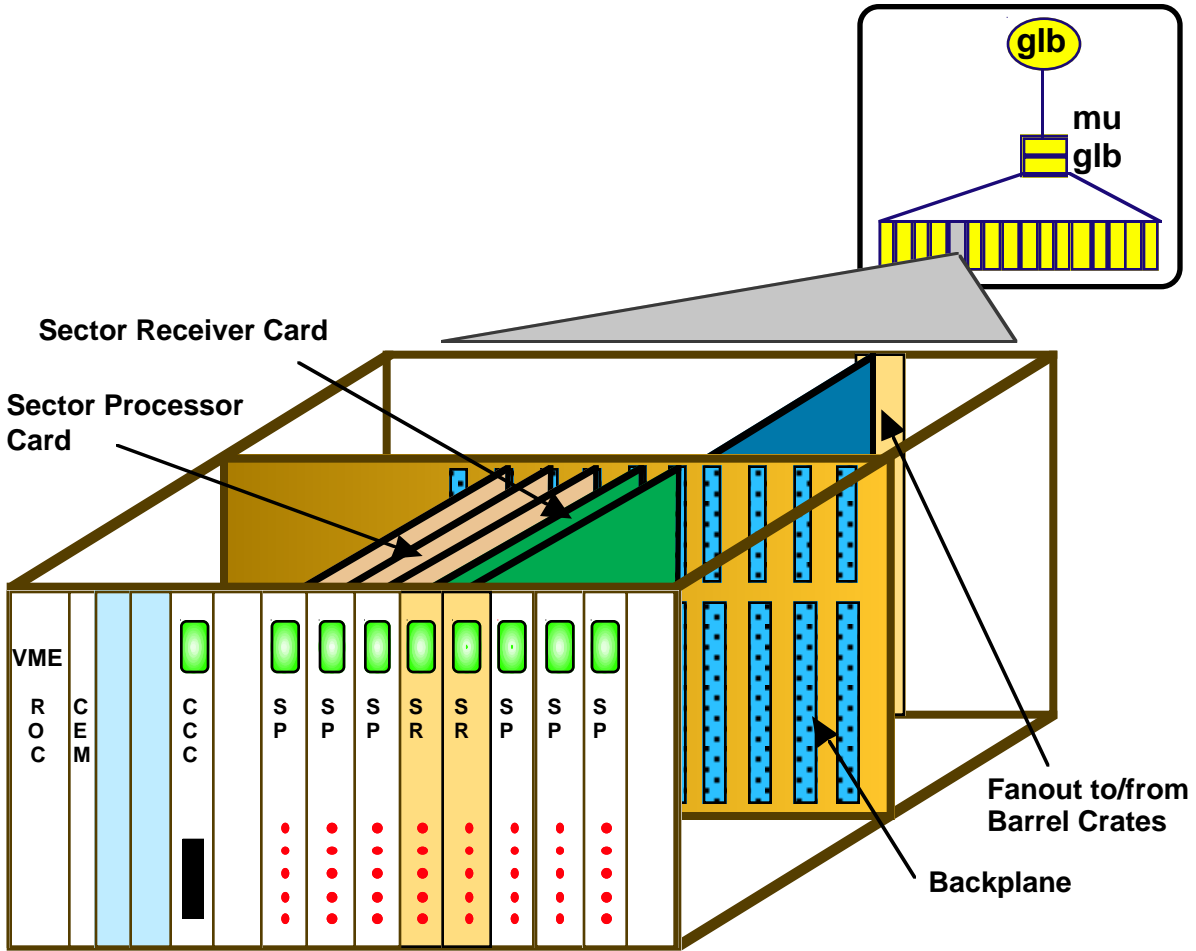 glb
mu
glb
Sector Receiver Card
Sector Processor
Card
VME
ROC
CEM
CCC
SP
SP
SP
SR
SR
SP
SP
SP
Fanout to/from
Barrel Crates
Backplane